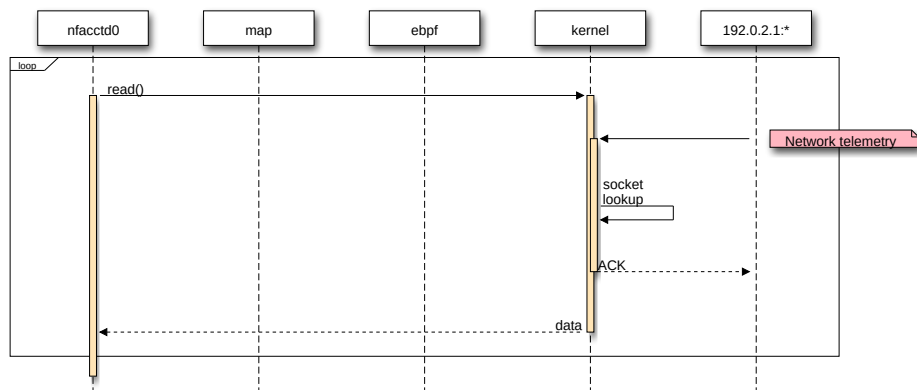 nfacctd0
map
ebpf
kernel
192.0.2.1:*
loop
read()
Network telemetry
socket
lookup
ACK
data